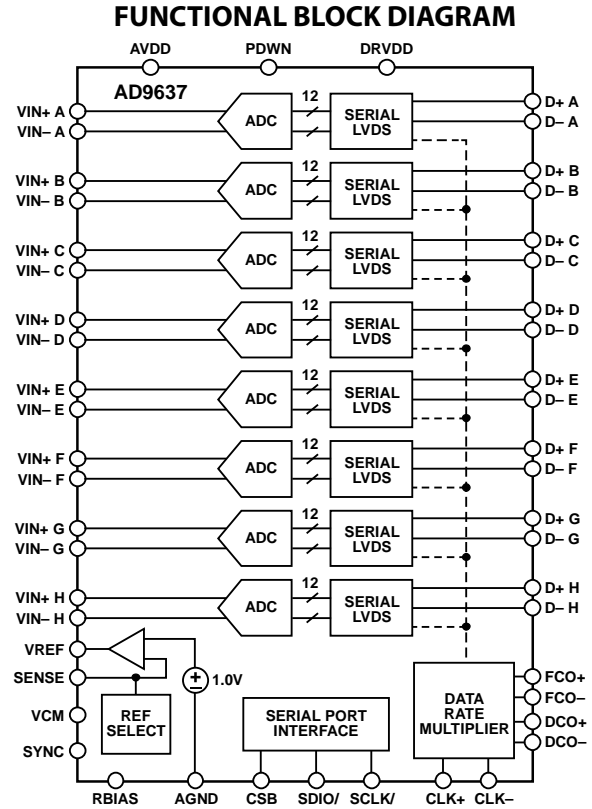 FUNCTIONAL BLOCK DIAGRAM
AVDD PDWN DRVDD
AD9637
VIN+ A
VIN– A
ADC
12
SERIAL
LVDS
D+ A
D– A
VIN+ B
VIN– B
ADC
12
SERIAL
LVDS
D+ B
D– B
VIN+ C
VIN– C
ADC
12
SERIAL
LVDS
D+ C
D– C
VIN+ D
VIN– D
ADC
12
SERIAL
LVDS
D+ D
D– D
VIN+ E
VIN– E
ADC
12
SERIAL
LVDS
D+ E
D– E
VIN+ F
VIN– F
ADC
12
SERIAL
LVDS
D+ F
D– F
VIN+ G
VIN– G
ADC
12
SERIAL
LVDS
D+ G
D– G
VIN+ H
VIN– H
ADC
12
SERIAL
LVDS
D+ H
D– H
VREF
SENSE
VCM
SYNC
1.0V
REF
SELECT
SERIAL PORT
INTERFACE
DATA
RATE
MULTIPLIER
FCO+
FCO–
DCO+
DCO–
RBIAS AGND CSB SDIO/ SCLK/ CLK+ CLK–